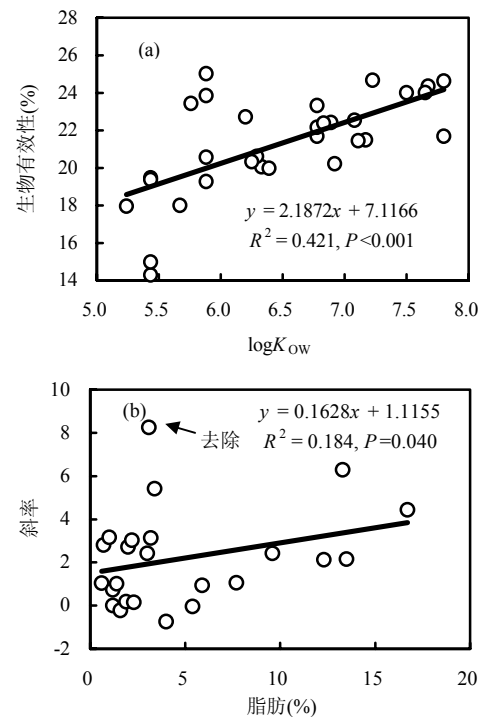 28
(a)
26
24
22
20
18
16
14
生物有效性(%)
y = 2.1872x + 7.1166
R² = 0.421, P<0.001
5.0 5.5 6.0 6.5 7.0 7.5 8.0
logK_OW
10
(b)
8
6
4
2
0
-2
斜率
去除
y = 0.1628x + 1.1155
R² = 0.184, P=0.040
0 5 10 15 20
脂肪(%)